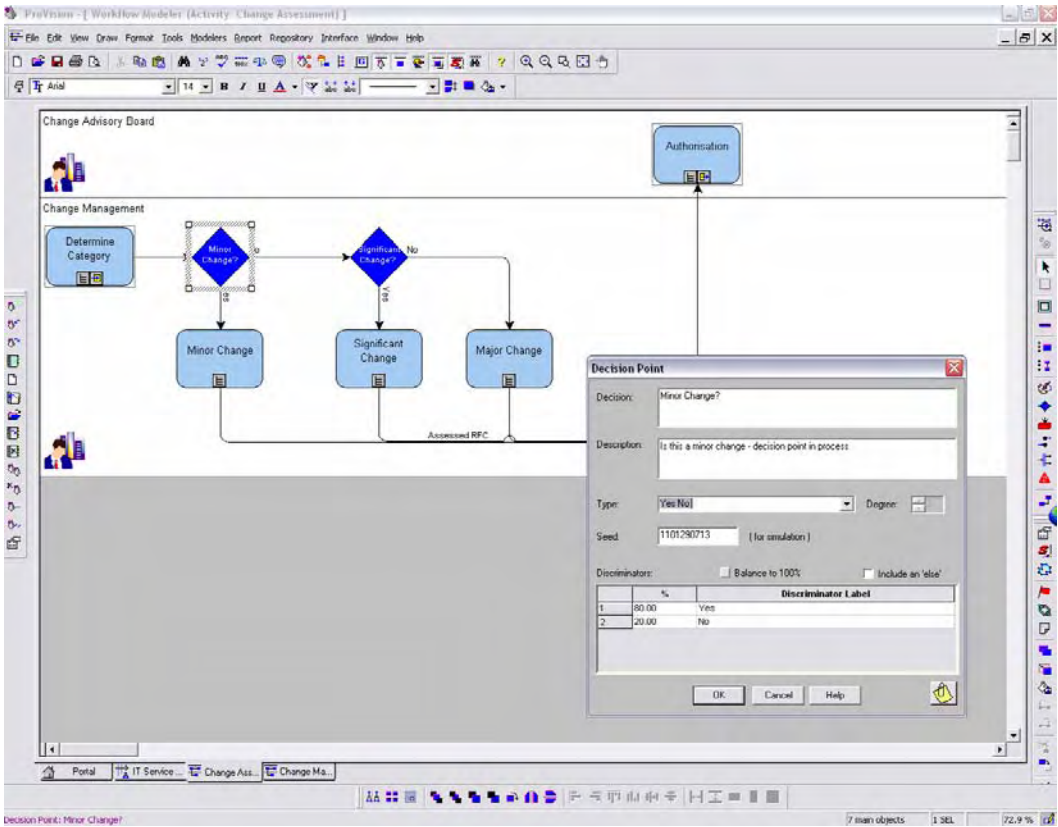 ProVision - [ Workflow Modeler (Activity: Change Assessment) ]
File Edit View Draw Format Tools Modelers Report Repository Interface Window Help
Arial 14 B I U A
Change Advisory Board
Authorisation
Change Management
Determine
Category
Minor
Change?
Significant
Change?
No
Yes
Yes
Minor Change
Significant
Change
Major Change
Assessed RFC
Decision Point
Decision: Minor Change?
Description: Is this a minor change - decision point in process
Type: Yes No Degree:
Seed: 1101290713 ( for simulation )
Discriminators: Balance to 100% Include an 'else'
% Discriminator Label
1 80.00 Yes
2 20.00 No
OK Cancel Help
Portal IT Service ... Change Ass... Change Ma...
Decision Point: Minor Change? 7 main objects 1 SEL 72.9 %